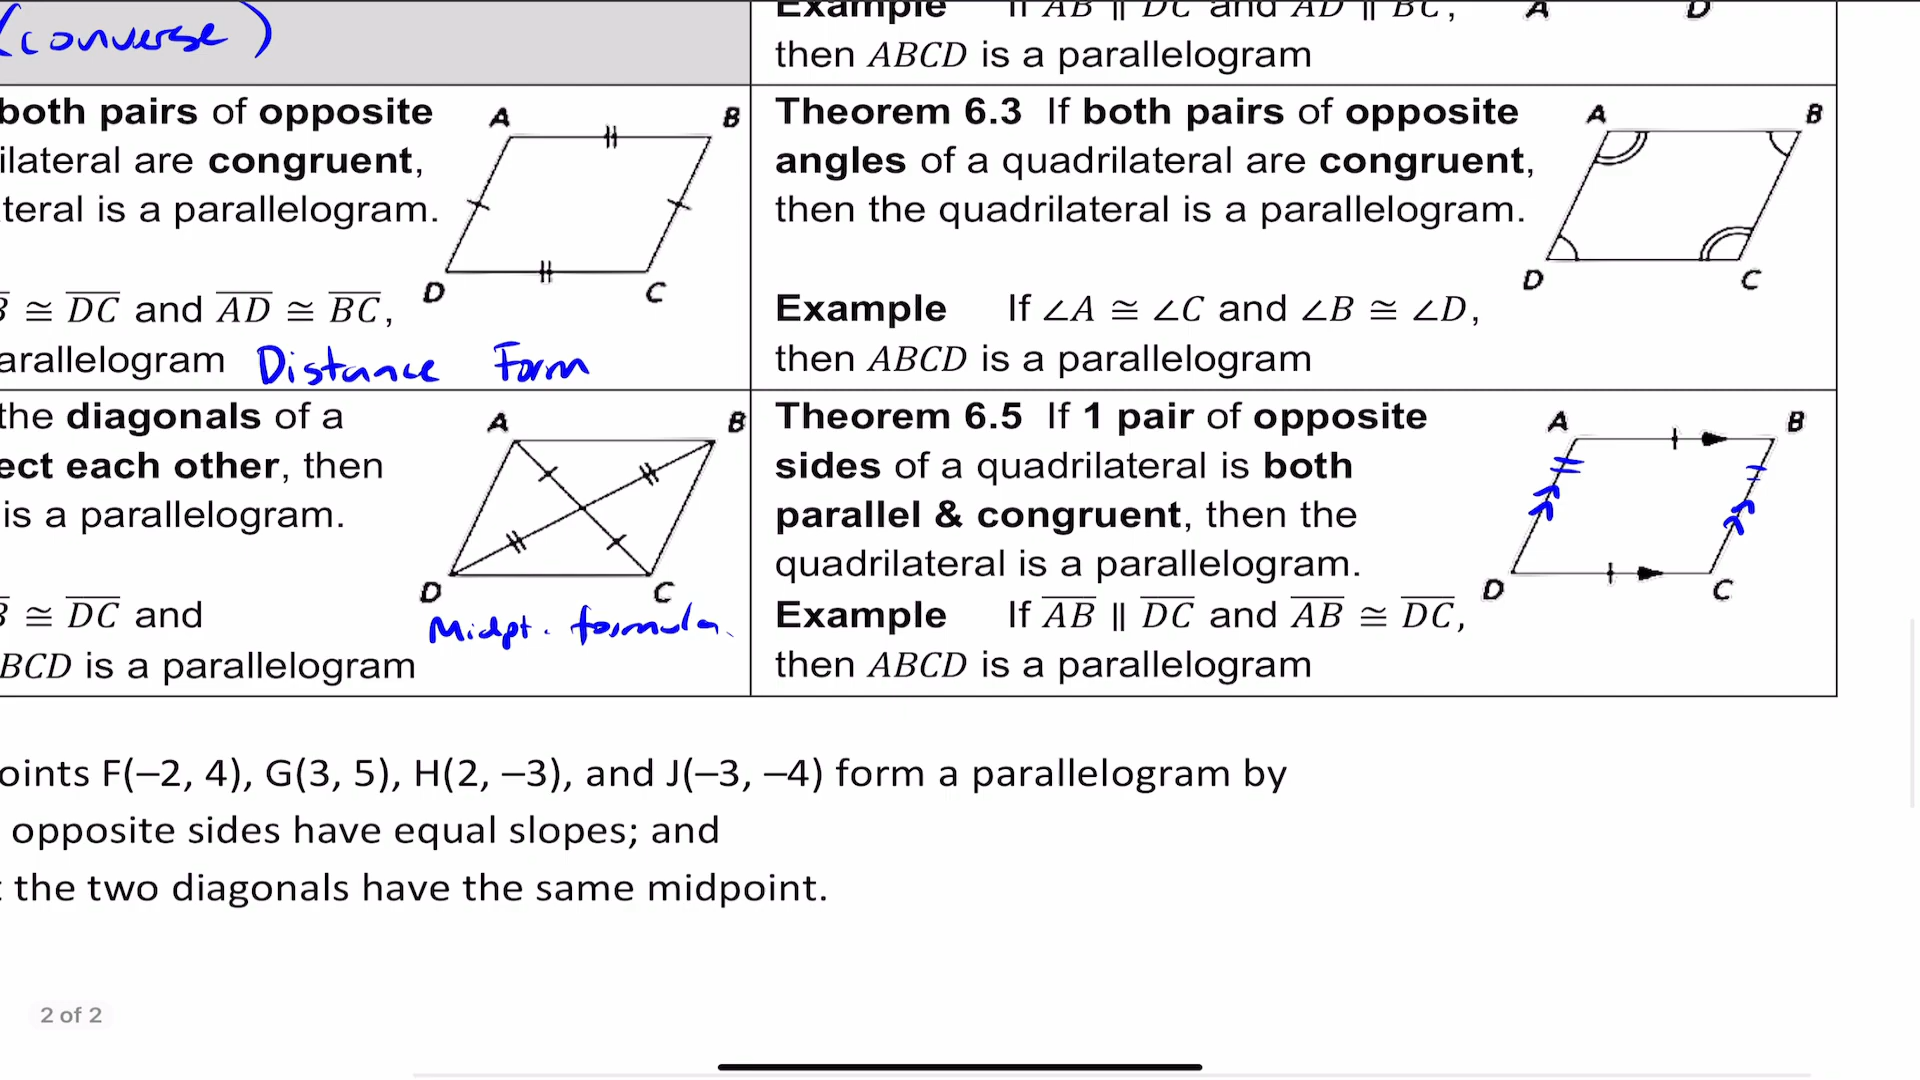 (converse)
Example If AB ∥ DC and AD ∥ BC,
then ABCD is a parallelogram
A D
both pairs of opposite
ilateral are congruent,
teral is a parallelogram.
≅ DC and AD ≅ BC,
arallelogram Distance Form
A B
D C
Theorem 6.3 If both pairs of opposite
angles of a quadrilateral are congruent,
then the quadrilateral is a parallelogram.
Example If ∠A ≅ ∠C and ∠B ≅ ∠D,
then ABCD is a parallelogram
A B
D C
the diagonals of a
ect each other, then
is a parallelogram.
≅ DC and
BCD is a parallelogram
A B
D C
Midpt. formula
Theorem 6.5 If 1 pair of opposite
sides of a quadrilateral is both
parallel & congruent, then the
quadrilateral is a parallelogram.
Example If AB ∥ DC and AB ≅ DC,
then ABCD is a parallelogram
A B
D C
oints F(–2, 4), G(3, 5), H(2, –3), and J(–3, –4) form a parallelogram by
opposite sides have equal slopes; and
the two diagonals have the same midpoint.
2 of 2